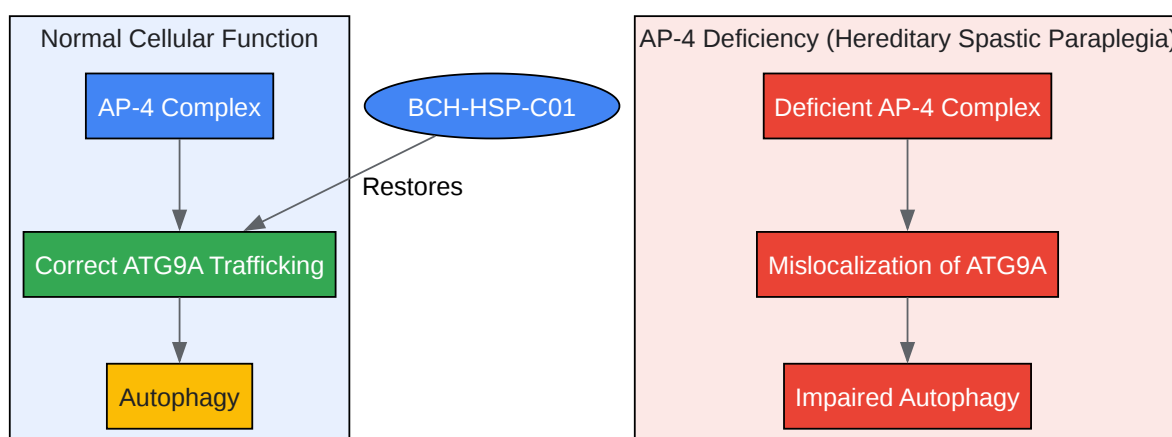 Normal Cellular Function
AP-4 Complex
BCH-HSP-C01
Restores
Correct ATG9A Trafficking
Autophagy
AP-4 Deficiency (Hereditary Spastic Paraplegia)
Deficient AP-4 Complex
Mislocalization of ATG9A
Impaired Autophagy